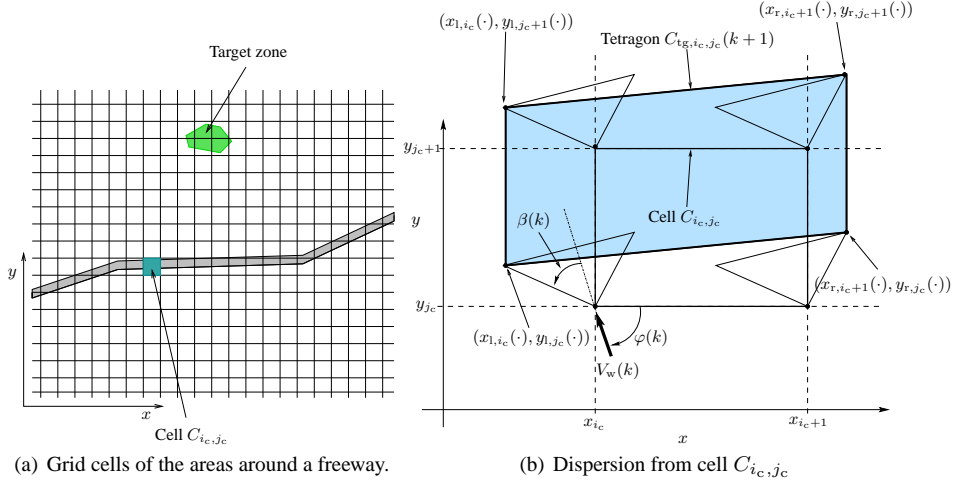 Target zone
y
x
Cell $C_{i_c,j_c}$
(a) Grid cells of the areas around a freeway.
$(x_{l,i_c}(\cdot), y_{l,j_c+1}(\cdot))$
$(x_{r,i_c+1}(\cdot), y_{r,j_c+1}(\cdot))$
Tetragon $C_{tg,i_c,j_c}(k+1)$
$y_{j_c+1}$
Cell $C_{i_c,j_c}$
y
$\beta(k)$
$(x_{r,i_c+1}(\cdot), y_{r,j_c}(\cdot))$
$y_{j_c}$
$(x_{l,i_c}(\cdot), y_{l,j_c}(\cdot))$
$\varphi(k)$
$V_w(k)$
$x_{i_c}$
$x_{i_c+1}$
x
(b) Dispersion from cell $C_{i_c,j_c}$